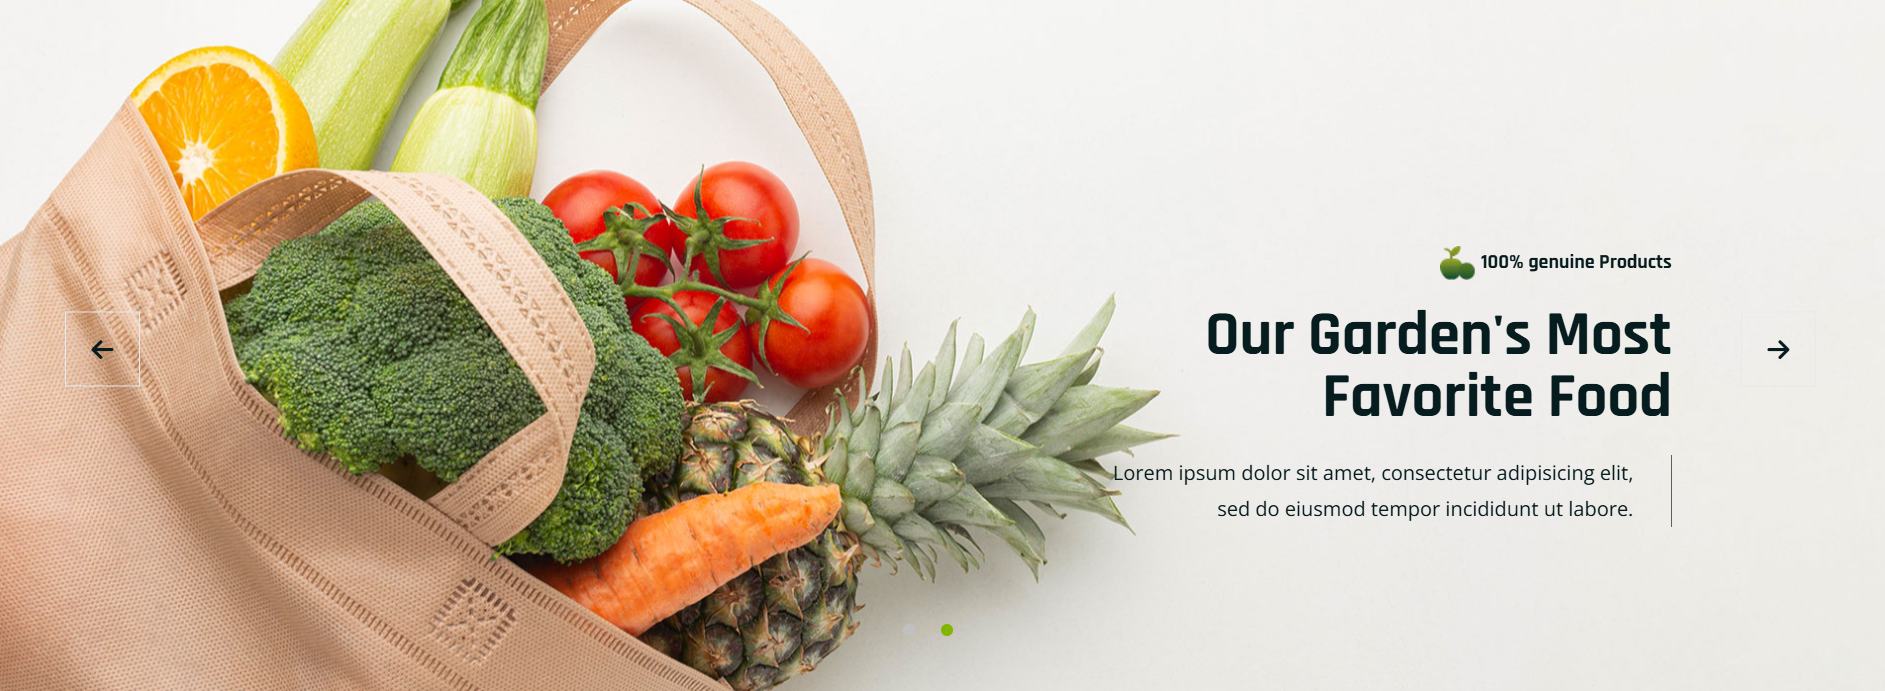 100% genuine Products
Our Garden's Most
Favorite Food
Lorem ipsum dolor sit amet, consectetur adipisicing elit,
sed do eiusmod tempor incididunt ut labore.